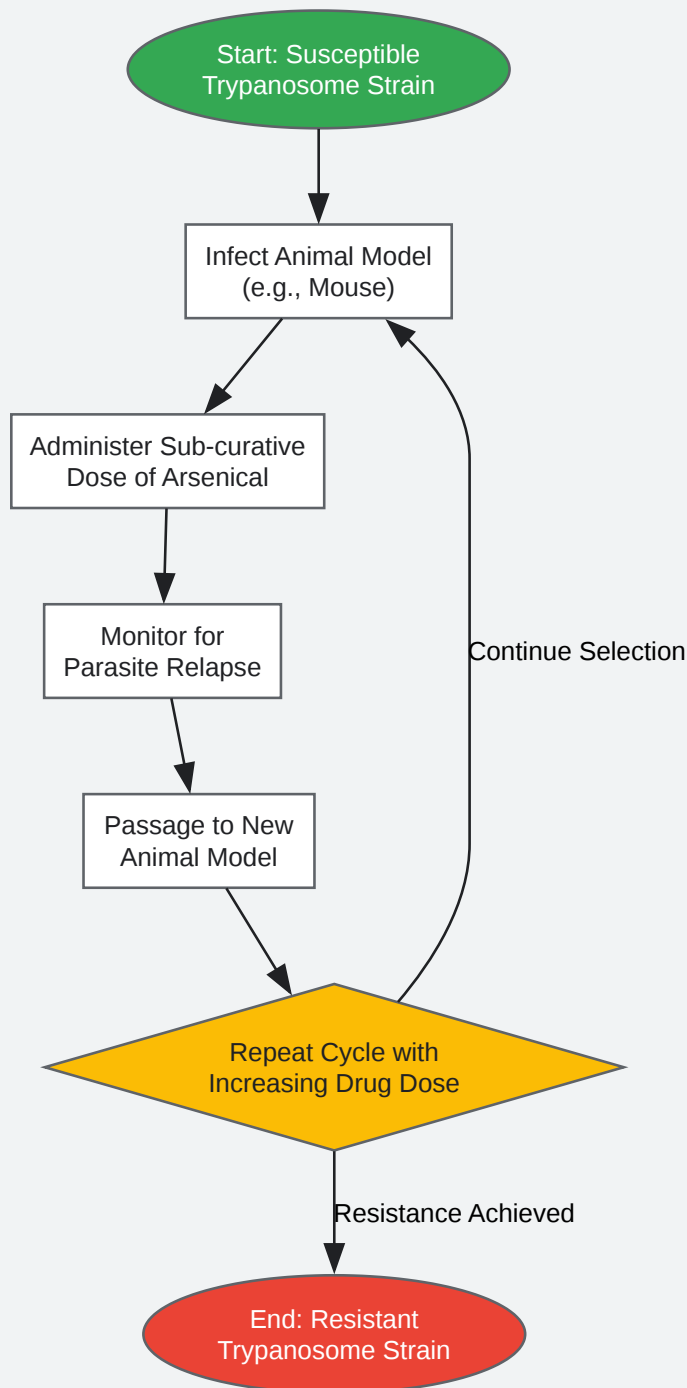 Start: Susceptible
Trypanosome Strain
Infect Animal Model
(e.g., Mouse)
Administer Sub-curative
Dose of Arsenical
Monitor for
Parasite Relapse
Continue Selection
Passage to New
Animal Model
Repeat Cycle with
Increasing Drug Dose
Resistance Achieved
End: Resistant
Trypanosome Strain